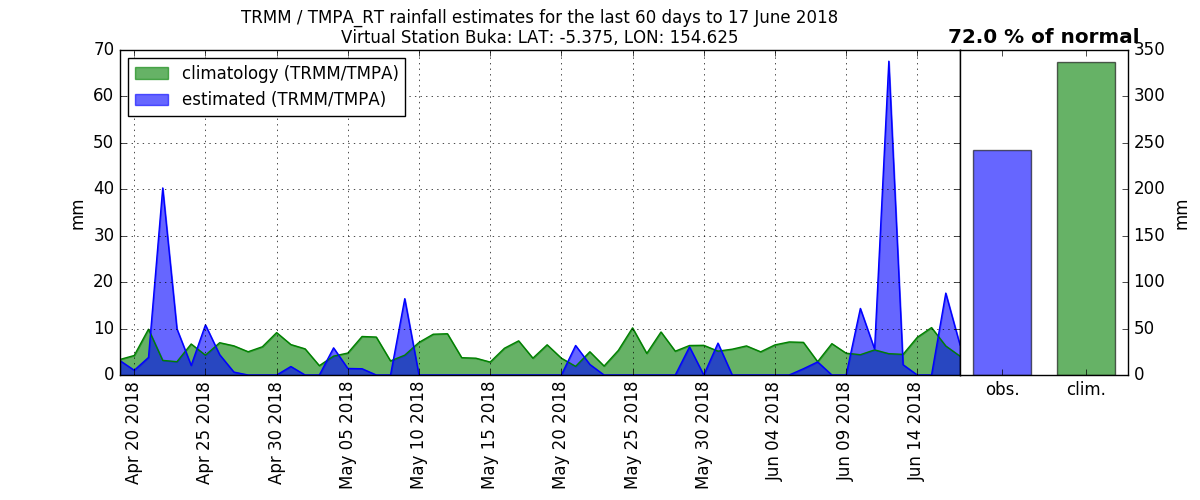 TRMM / TMPA_RT rainfall estimates for the last 60 days to 17 June 2018
Virtual Station Buka: LAT: -5.375, LON: 154.625
72.0 % of normal
climatology (TRMM/TMPA)
estimated (TRMM/TMPA)
70
60
50
40
30
20
10
0
mm
Apr 20 2018
Apr 25 2018
Apr 30 2018
May 05 2018
May 10 2018
May 15 2018
May 20 2018
May 25 2018
May 30 2018
Jun 04 2018
Jun 09 2018
Jun 14 2018
obs.
clim.
350
300
250
200
150
100
50
0
mm